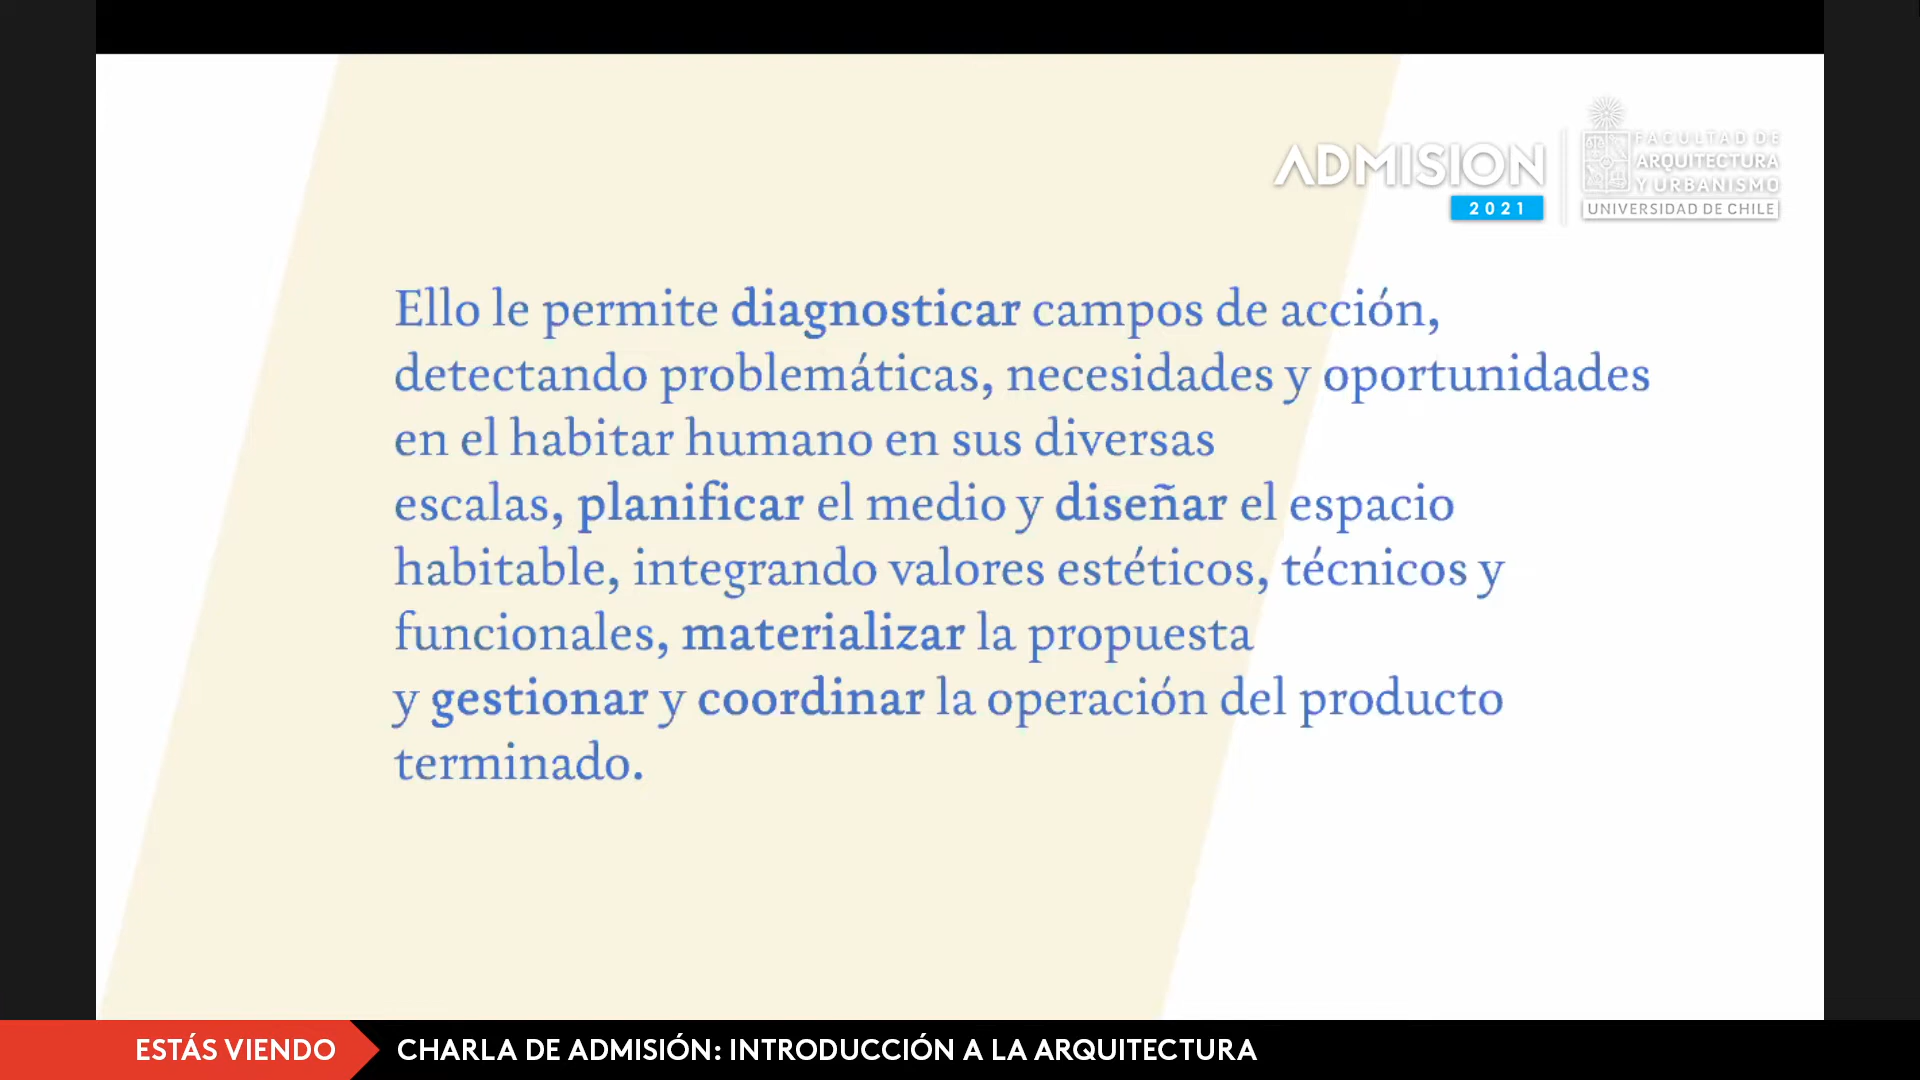 ADMISION
2021
FACULTAD DE
ARQUITECTURA
Y URBANISMO
UNIVERSIDAD DE CHILE
Ello le permite diagnosticar campos de acción,
detectando problemáticas, necesidades y oportunidades
en el habitar humano en sus diversas
escalas, planificar el medio y diseñar el espacio
habitable, integrando valores estéticos, técnicos y
funcionales, materializar la propuesta
y gestionar y coordinar la operación del producto
terminado.
ESTÁS VIENDO
CHARLA DE ADMISIÓN: INTRODUCCIÓN A LA ARQUITECTURA